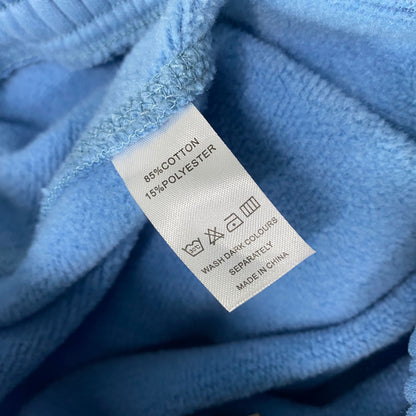 85%COTTON
15%POLYESTER
WASH DARK COLOURS
SEPARATELY
MADE IN CHINA